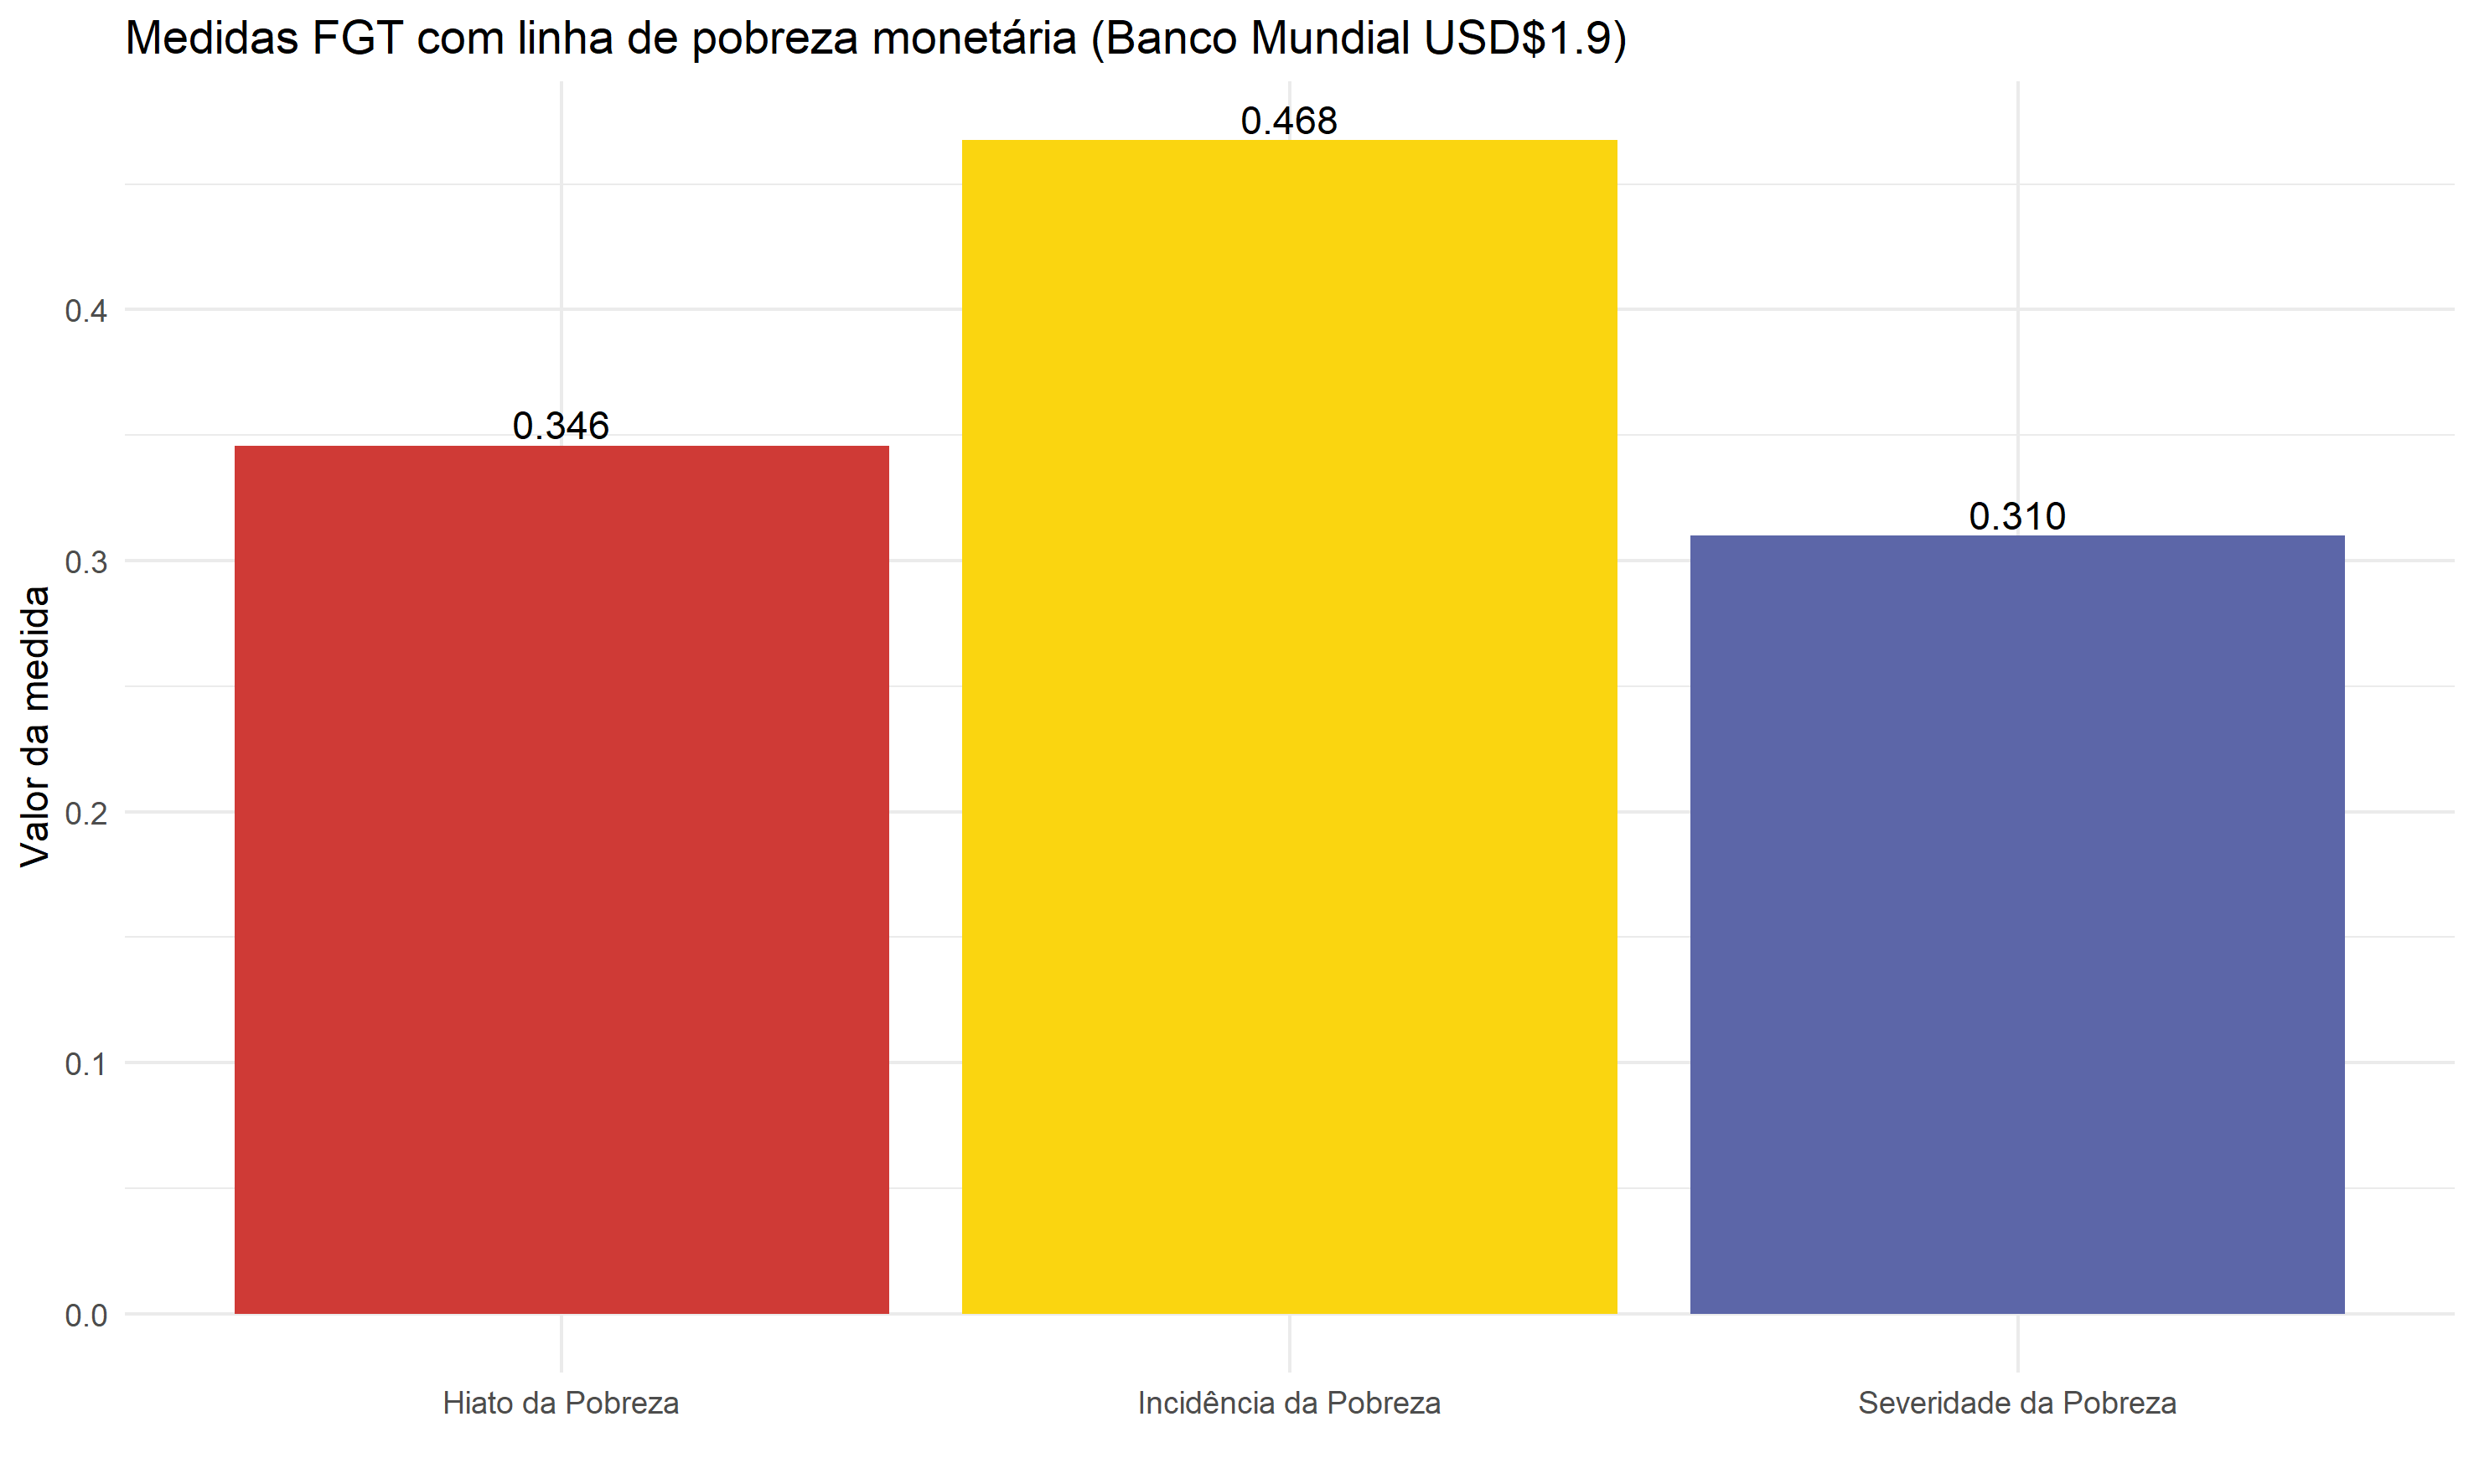 Medidas FGT com linha de pobreza monetária (Banco Mundial USD$1.9)
Valor da medida
0.4
0.3
0.2
0.1
0.0
0.346
0.468
0.310
Hiato da Pobreza
Incidência da Pobreza
Severidade da Pobreza